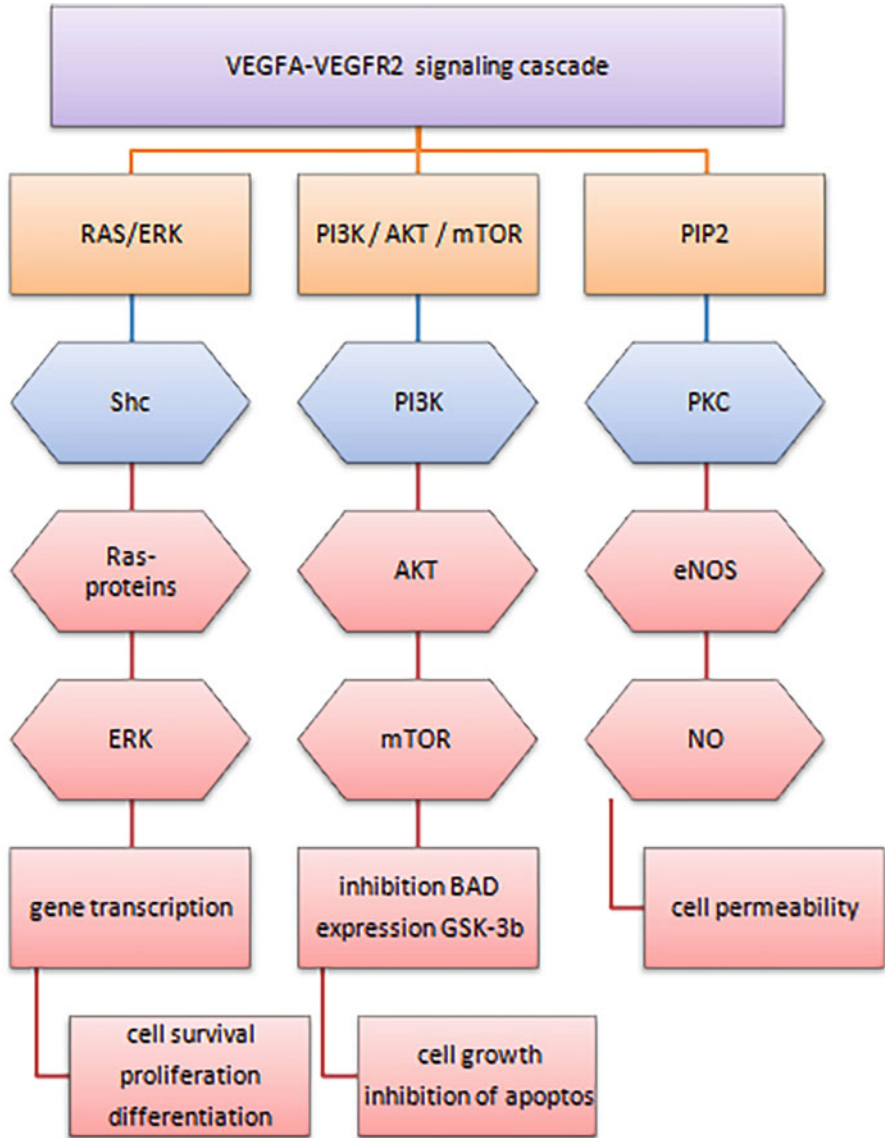 VEGFA-VEGFR2 signaling cascade
RAS/ERK
PI3K / AKT / mTOR
PIP2
Shc
PI3K
PKC
Ras-
proteins
AKT
eNOS
ERK
mTOR
NO
gene transcription
inhibition BAD
expression GSK-3b
cell permeability
cell survival
proliferation
differentiation
cell growth
inhibition of apoptos